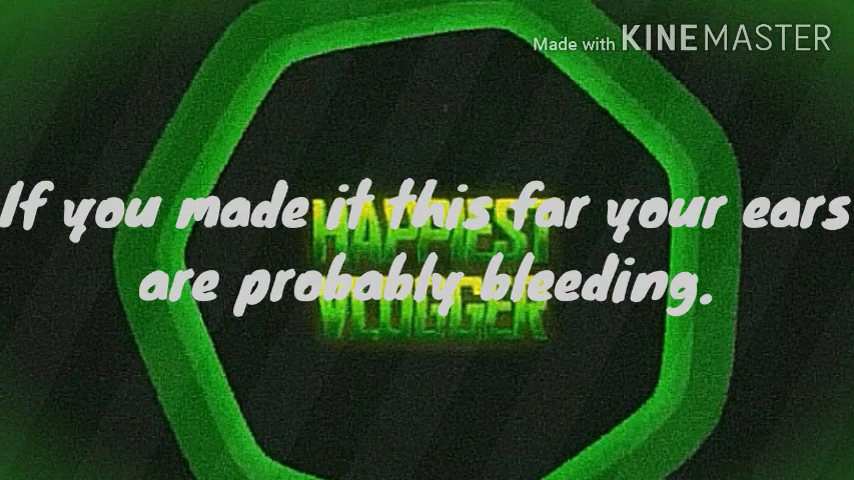 Made with KINEMASTER
If you made it this far your ears
are probably bleeding.
HAPPIEST
VLOGGER